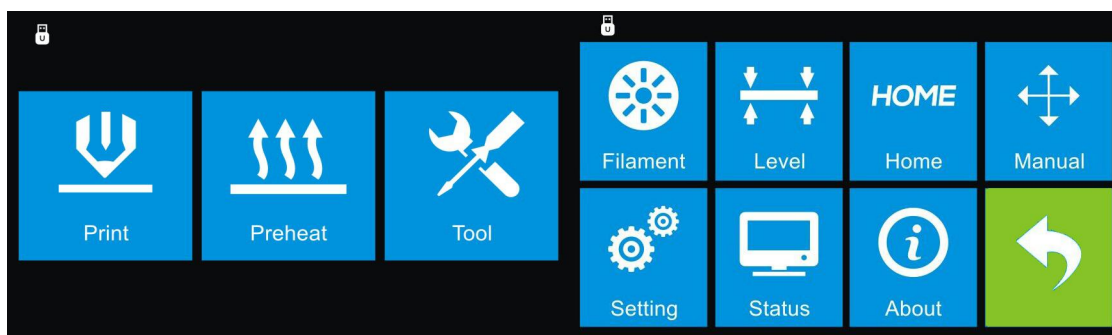 U
Print
Preheat
Tool
U
Filament
Level
HOME
Home
Manual
Setting
Status
i
About